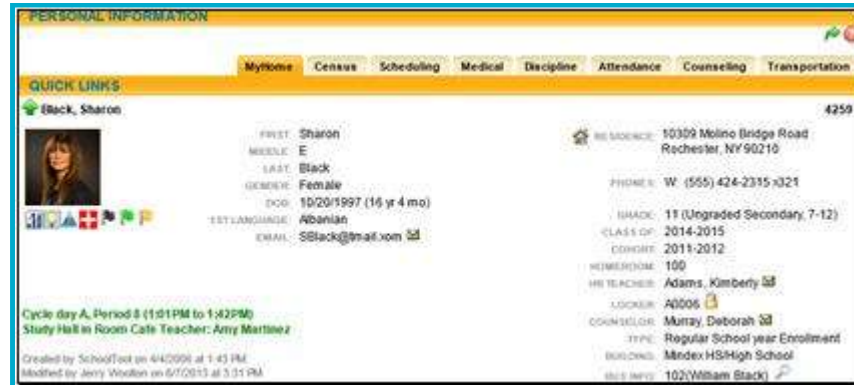 PERSONAL INFORMATION
MyHome Census Scheduling Medical Discipline Attendance Counseling Transportation
QUICK LINKS
Black, Sharon 4259
FIRST: Sharon
MIDDLE: E
LAST: Black
GENDER: Female
DOB: 10/20/1997 (16 yr 4 mo)
1ST LANGUAGE: Albanian
EMAIL: SBlack@tmail.xom
RESIDENCE: 10309 Molino Bridge Road
Rochester, NY 90210
PHONES: W: (555) 424-2315 x321
GRADE: 11 (Ungraded Secondary, 7-12)
CLASS OF: 2014-2015
COHORT: 2011-2012
HOMEROOM: 100
HR TEACHER: Adams, Kimberly
LOCKER: A0006
COUNSELOR: Murray, Deborah
TYPE: Regular School year Enrollment
BUILDING: Mindex HS/High School
BUS INFO: 102(William Black)
Cycle day A, Period 8 (1:01PM to 1:42PM)
Study Hall in Room Cafe Teacher: Amy Martinez
Created by SchoolTool on 4/4/2006 at 1:43 PM
Modified by Jerry Woolton on 6/7/2013 at 3:31 PM